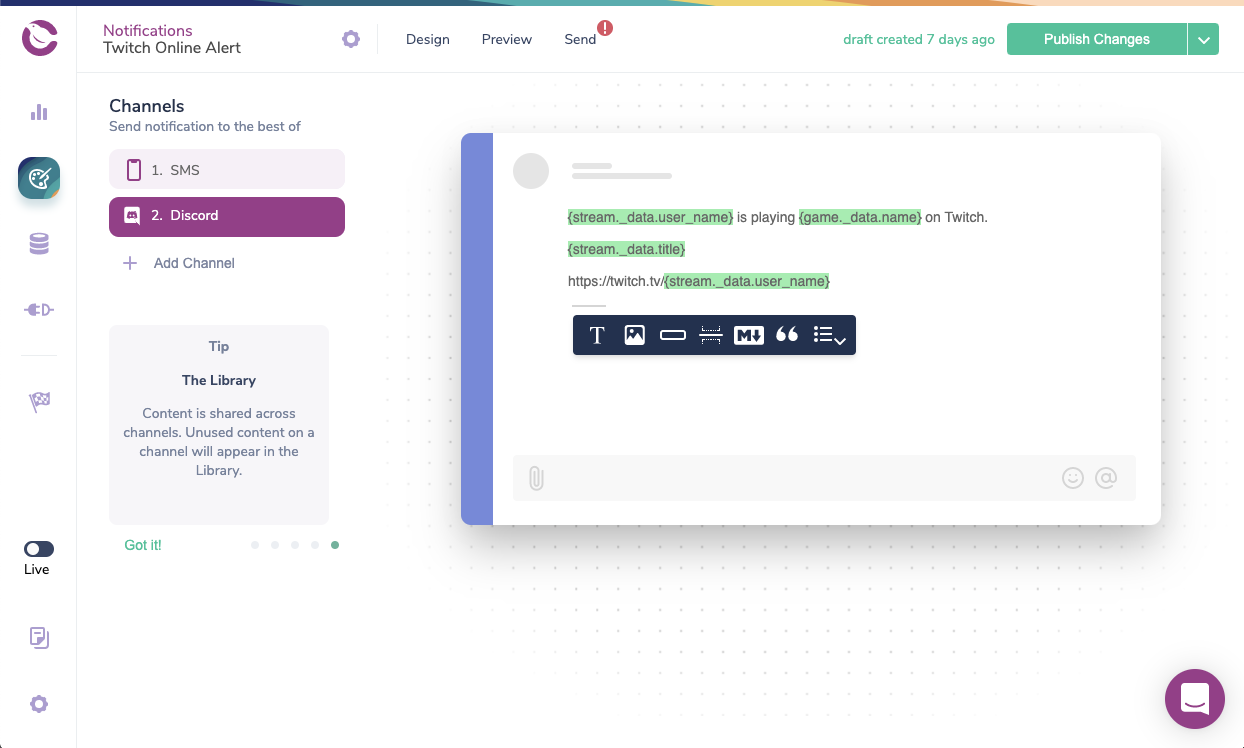 Notifications
Twitch Online Alert
Design
Preview
Send
!
draft created 7 days ago
Publish Changes
Channels
Send notification to the best of
1. SMS
2. Discord
Add Channel
Tip
The Library
Content is shared across
channels. Unused content on a
channel will appear in the
Library.
Got it!
Live
{stream._data.user_name} is playing {game._data.name} on Twitch.
{stream._data.title}
https://twitch.tv/{stream._data.user_name}
T
M